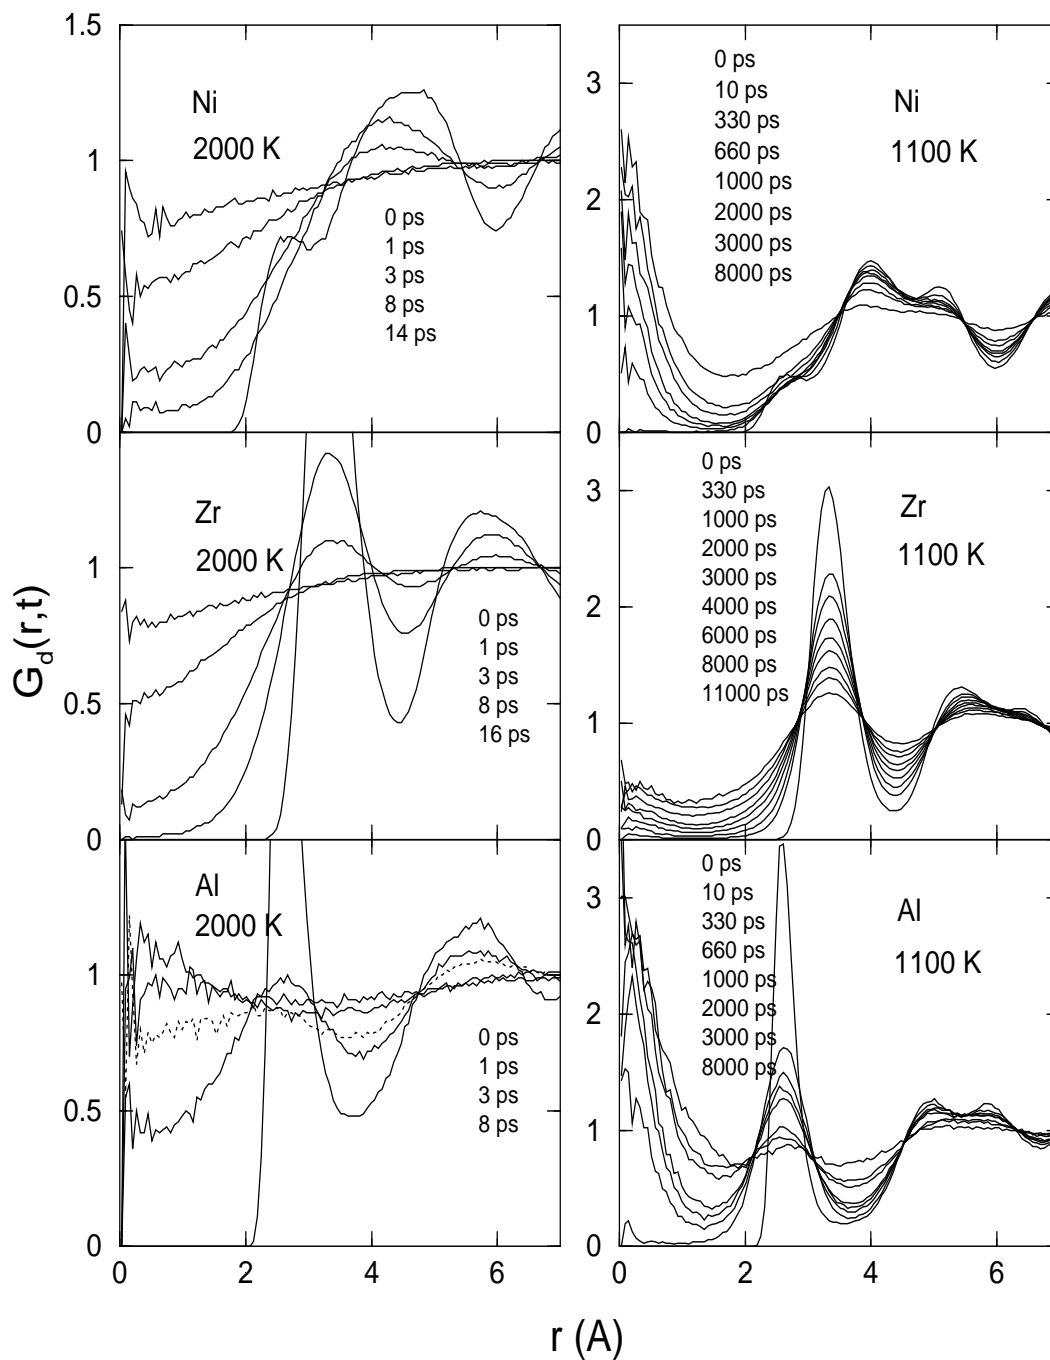 1.5
1
0.5
0
Ni
2000 K
0 ps
1 ps
3 ps
8 ps
14 ps
3
2
1
0
0 ps
10 ps
330 ps
660 ps
1000 ps
2000 ps
3000 ps
8000 ps
Ni
1100 K
1
0.5
0
Zr
2000 K
0 ps
1 ps
3 ps
8 ps
16 ps
3
2
1
0
0 ps
330 ps
1000 ps
2000 ps
3000 ps
4000 ps
6000 ps
8000 ps
11000 ps
Zr
1100 K
1
0.5
0
Al
2000 K
0 ps
1 ps
3 ps
8 ps
3
2
1
0
0 ps
10 ps
330 ps
660 ps
1000 ps
2000 ps
3000 ps
8000 ps
Al
1100 K
0 2 4 6
0 2 4 6
G_d(r,t)
r (A)